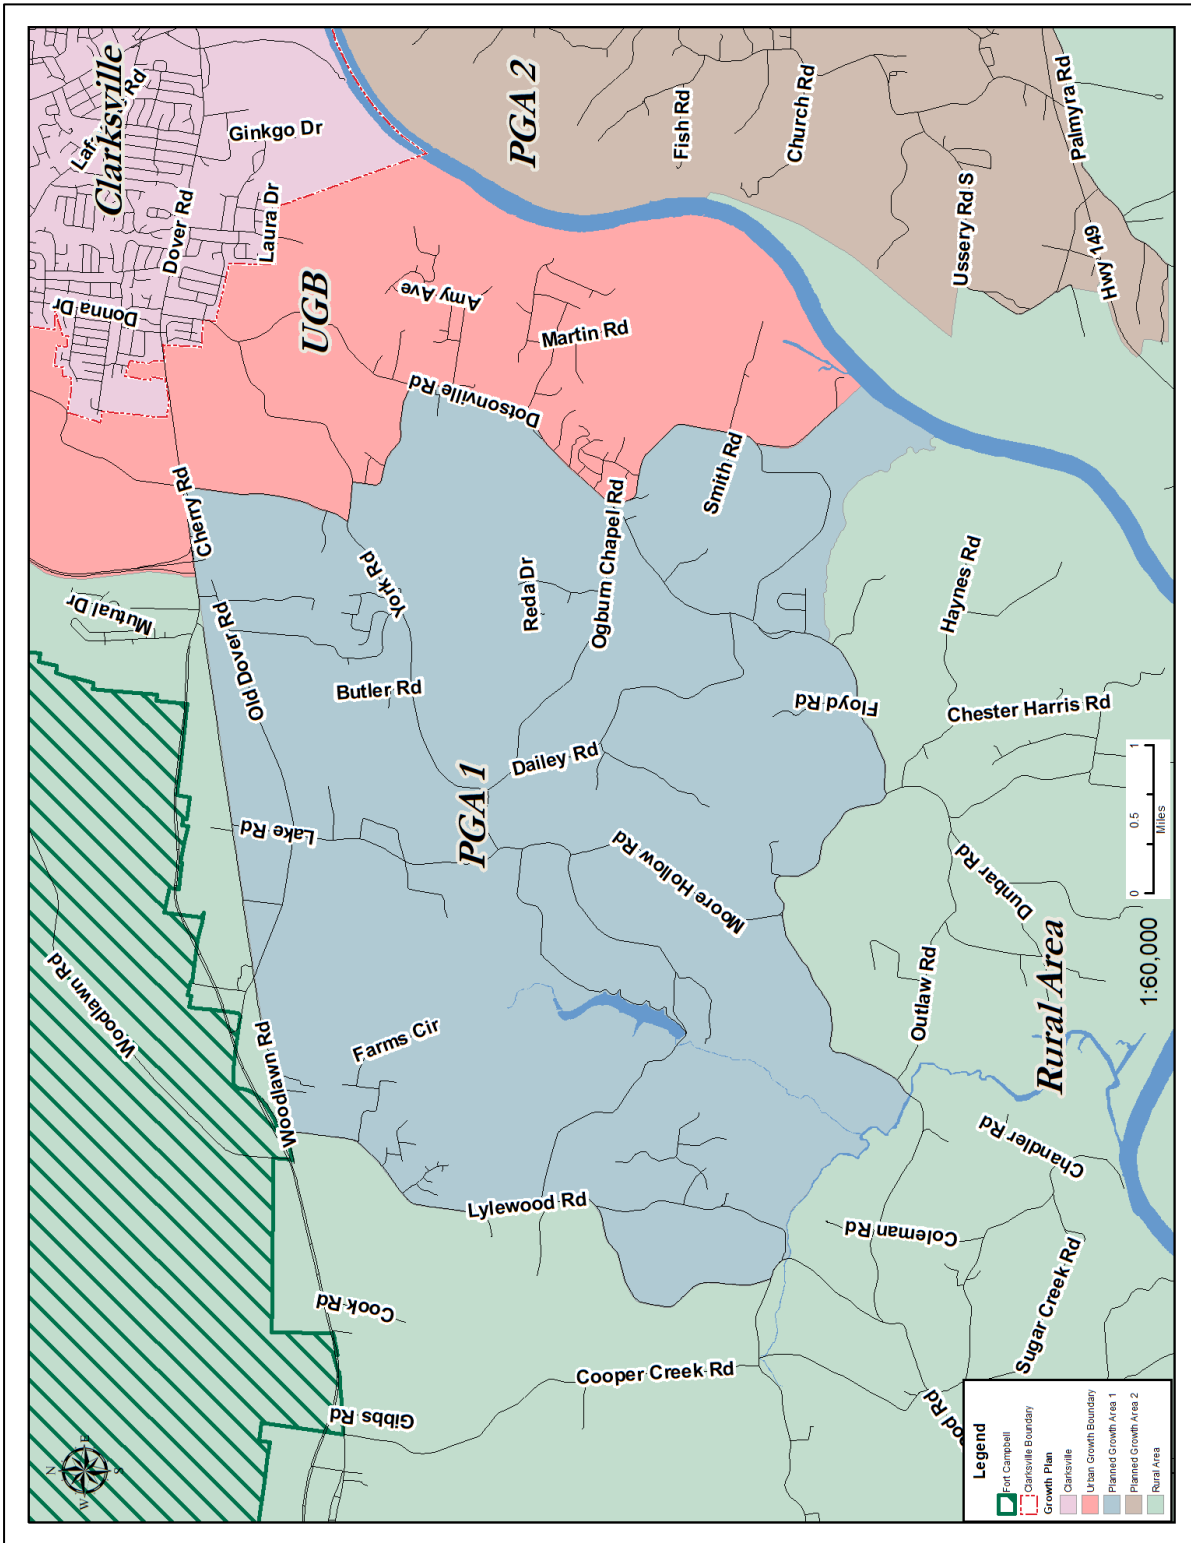 Clarksville
Rd
Ginkgo Dr
Dover Rd
Laura Dr
Donna Dr
PGA 2
Fish Rd
Church Rd
Palmyra Rd
Ussery Rd S
Hwy 149
UGB
Amy Ave
Martin Rd
Dotsonville Rd
Cherry Rd
Smith Rd
Ogburn Chapel Rd
York Rd
Reda Dr
Mutual Dr
Old Dover Rd
Butler Rd
Haynes Rd
Floyd Rd
Chester Harris Rd
Dailey Rd
PGA 1
Lake Rd
Moore Hollow Rd
Dunbar Rd
Rural Area
Outlaw Rd
Woodlawn Rd
Woodlawn Rd
Farms Cir
Chandler Rd
Lylewood Rd
Coleman Rd
Sugar Creek Rd
Cook Rd
Cooper Creek Rd
Gibbs Rd
Rd
0 0.5 1
Miles
1:60,000
N
E
S
W
Legend
Fort Campbell
Clarksville Boundary
Growth Plan
Clarksville
Urban Growth Boundary
Planned Growth Area 1
Planned Growth Area 2
Rural Area